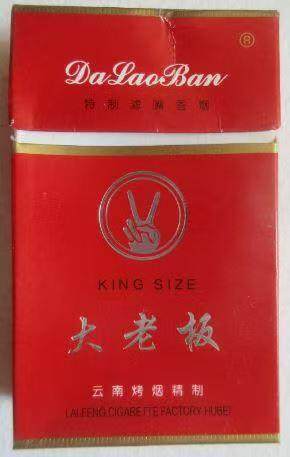 DaLaoBan
®
特制滤嘴香烟
KING SIZE
大老板
云南烤烟精制
LAIFENG CIGARETTE FACTORY HUBEI